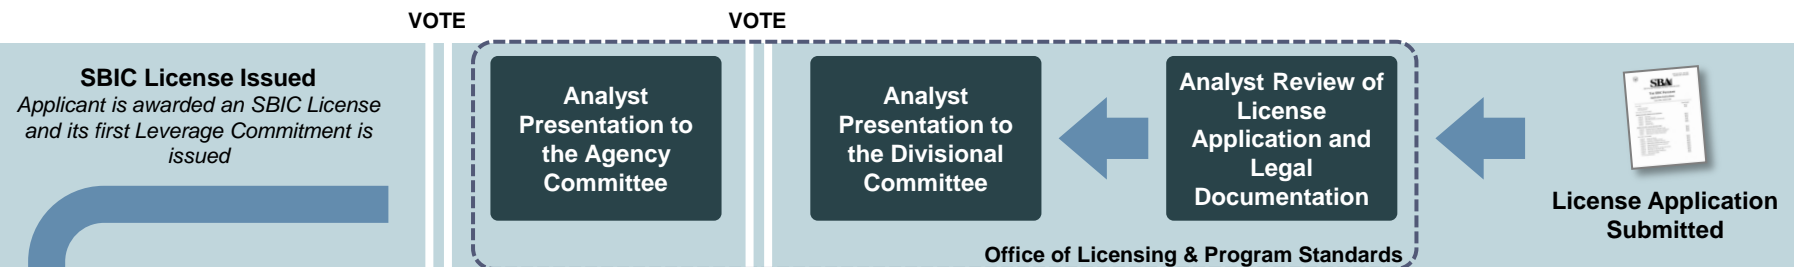 VOTE
VOTE
SBIC License Issued
Applicant is awarded an SBIC License
and its first Leverage Commitment is
issued
Analyst
Presentation to
the Agency
Committee
Analyst
Presentation to
the Divisional
Committee
Analyst Review of
License
Application and
Legal
Documentation
SBA
License Application
Submitted
Office of Licensing & Program Standards